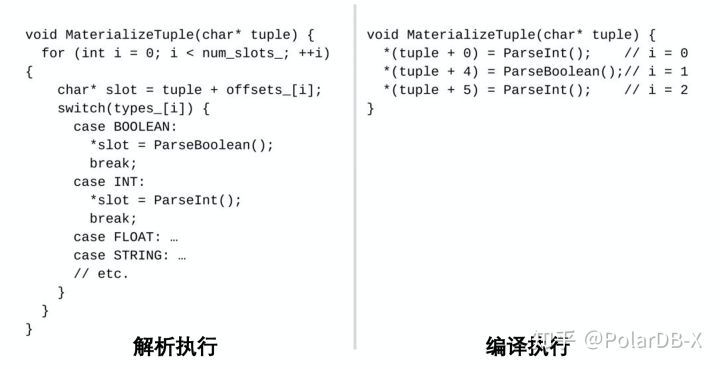 void MaterializeTuple(char* tuple) {
  for (int i = 0; i < num_slots_; ++i)
{
    char* slot = tuple + offsets_[i];
    switch(types_[i]) {
      case BOOLEAN:
        *slot = ParseBoolean();
        break;
      case INT:
        *slot = ParseInt();
        break;
      case FLOAT: …
      case STRING: …
      // etc.
    }
  }
}
解析执行
void MaterializeTuple(char* tuple) {
  *(tuple + 0) = ParseInt();    // i = 0
  *(tuple + 4) = ParseBoolean();// i = 1
  *(tuple + 5) = ParseInt();    // i = 2
}
编译执行
知乎 @PolarDB-X